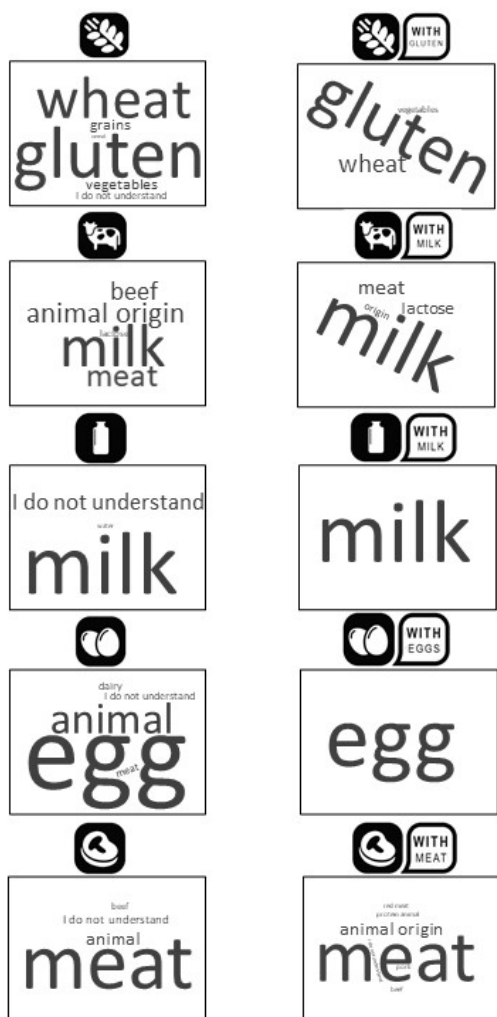 WITH
GLUTEN
wheat
grains
cereal
gluten
vegetables
I do not understand
vegetables
gluten
wheat
WITH
MILK
beef
animal origin
lactose
milk
meat
meat
origin
lactose
milk
WITH
MILK
I do not understand
water
milk
milk
WITH
EGGS
dairy
I do not understand
animal
egg
meat
egg
WITH
MEAT
beef
I do not understand
animal
meat
red meat
protein animal
animal origin
meat
pork
beef